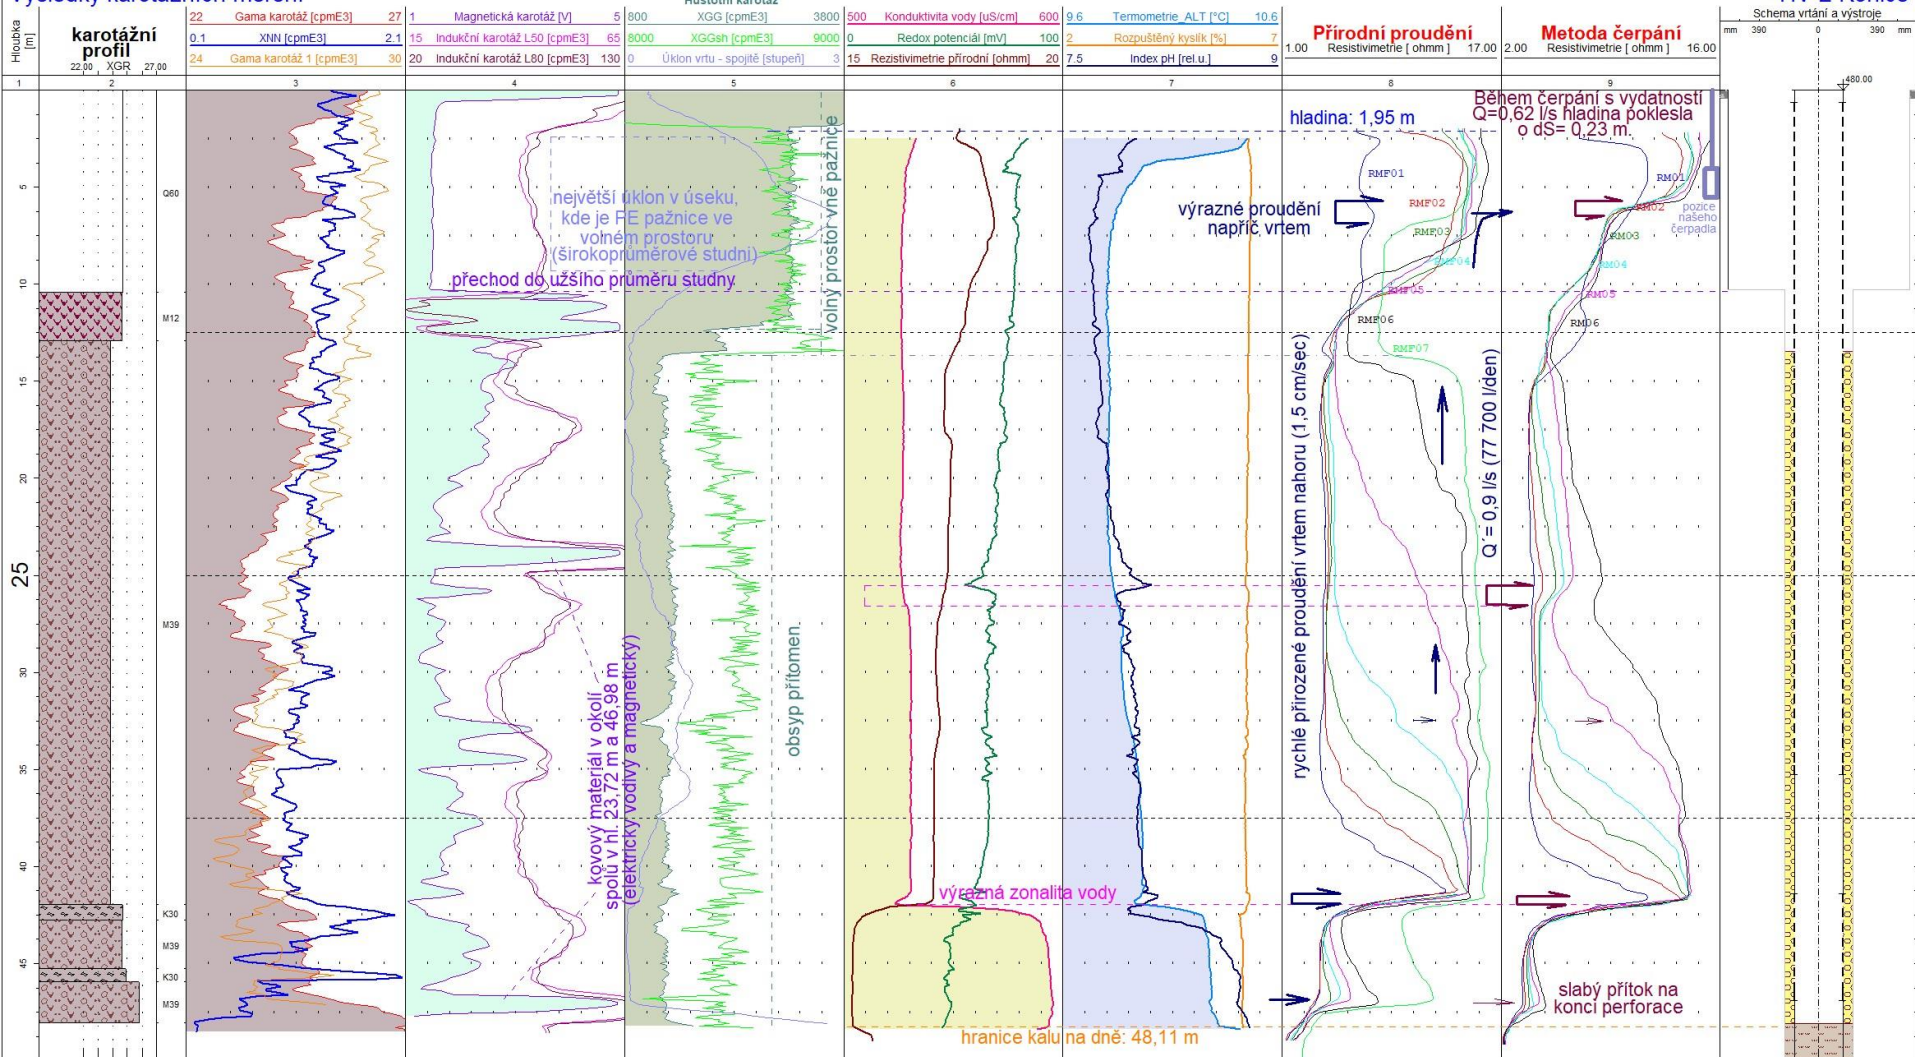 Výsledky karotážních měření
Hloubka
[m]
karotážní
profil
22.00 XGR 27.00
22 Gama karotáž [cpmE3] 27
0.1 XNN [cpmE3] 2.1
24 Gama karotáž 1 [cpmE3] 30
1 Magnetická karotáž [V] 5
15 Indukční karotáž L50 [cpmE3] 65
20 Indukční karotáž L80 [cpmE3] 130
Hustotní karotáž
800 XGG [cpmE3] 3800
8000 XGGsh [cpmE3] 9000
0 Úklon vrtu - spojitě [stupeň] 3
500 Konduktivita vody [uS/cm] 600
0 Redox potenciál [mV] 100
15 Rezistivimetrie přírodní [ohmm] 20
9.6 Termometrie_ALT [°C] 10.6
2 Rozpuštěný kyslík [%] 7
7.5 Index pH [rel.u.] 9
Přírodní proudění
1.00 Resistivimetrie [ ohmm ] 17.00
Metoda čerpání
2.00 Resistivimetrie [ ohmm ] 16.00
Schema vrtání a výstroje
mm 390 0 390 mm
1 2 3 4 5 6 7 8 9
480.00
5
10
15
20
25
30
35
40
45
Q60
M12
M39
K30
M39
K30
M39
největší úklon v úseku,
kde je PE pažnice ve
volném prostoru
(širokoprůměrové studni)
přechod do užšího průměru studny
volný prostor vně pažnice
obsyp přítomen
kovový materiál v okolí
spolů v hl. 23,72 m a 46,98 m
(elektricky vodivý a magnetický)
výrazná zonalita vody
hranice kalu na dně: 48,11 m
hladina: 1,95 m
výrazné proudění
napříč vrtem
RMF01
RMF02
RMF03
RMF04
RMF05
RMF06
RMF07
rychlé přirozené proudění vrtem nahoru (1,5 cm/sec)
Q´= 0,9 l/s (77 700 l/den)
Během čerpání s vydatností
Q=0,62 l/s hladina poklesla
o dS= 0,23 m.
RM01
RM02
RM03
RM04
RM05
RM06
pozice
našeho
čerpadla
slabý přítok na
konci perforace